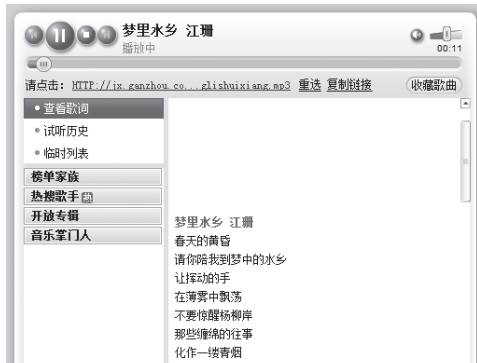 梦里水乡 江珊
播放中
00:11
请点击： HTTP://jx.ganzhou.co...glishuixiang.mp3 重选 复制链接 收藏歌曲
查看歌词
试听历史
临时列表
榜单家族
热搜歌手
开放专辑
音乐掌门人
梦里水乡 江珊
春天的黄昏
请你陪我到梦中的水乡
让挥动的手
在薄雾中飘荡
不要惊醒杨柳岸
那些缠绵的往事
化作一缕青烟